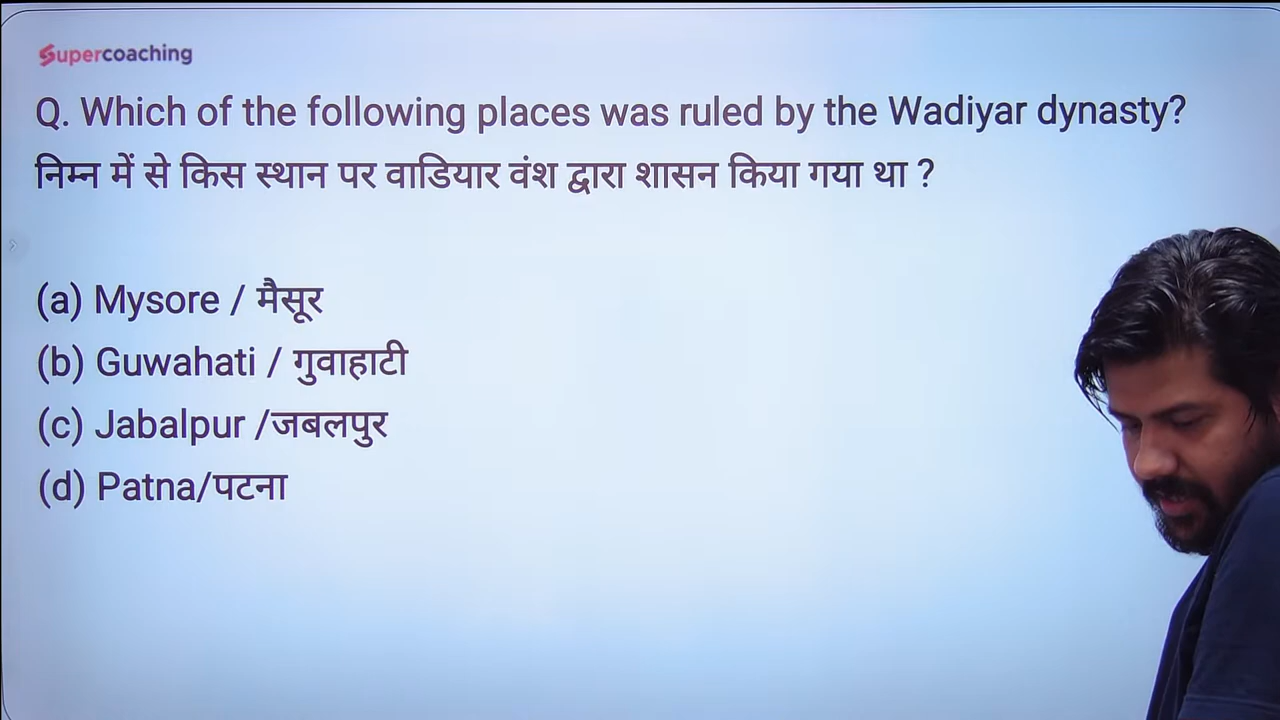 Supercoaching
Q. Which of the following places was ruled by the Wadiyar dynasty?
निम्न में से किस स्थान पर वाडियार वंश द्वारा शासन किया गया था ?
(a) Mysore / मैसूर
(b) Guwahati / गुवाहाटी
(c) Jabalpur /जबलपुर
(d) Patna/पटना